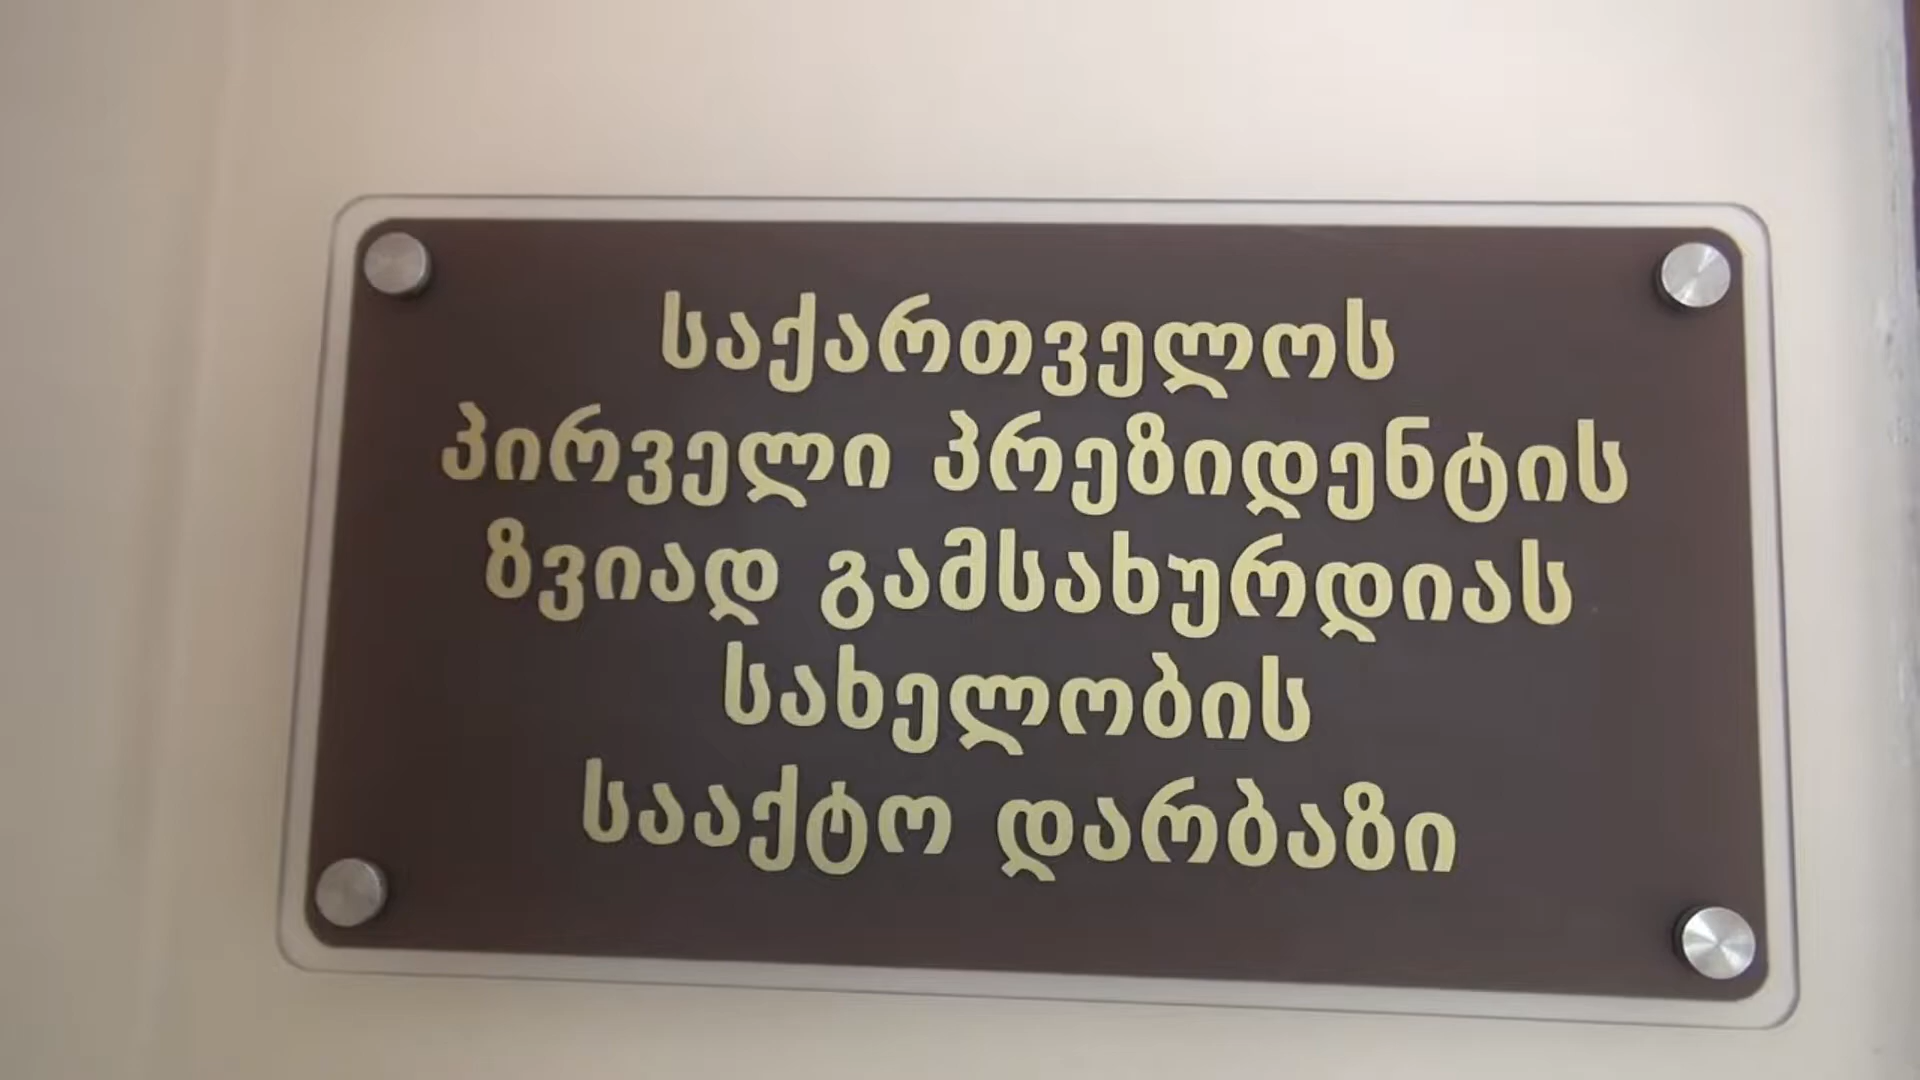 საქართველოს
პირველი პრეზიდენტის
ზვიად გამსახურდიას
სახელობის
სააქტო დარბაზი